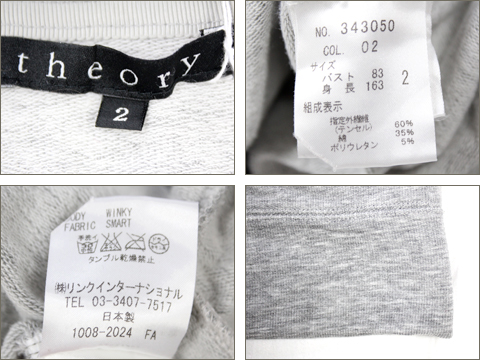 theory
2
NO. 343050
COL. 02
サイズ
バスト 83
身 長 163
2
組成表示
指定外繊維 60%
(テンセル)
綿 35%
ポリウレタン 5%
WINKY
FABRIC SMART
タンブル乾燥禁止
㈱リンクインターナショナル
TEL 03-3407-7517
日本製
1008-2024 FA